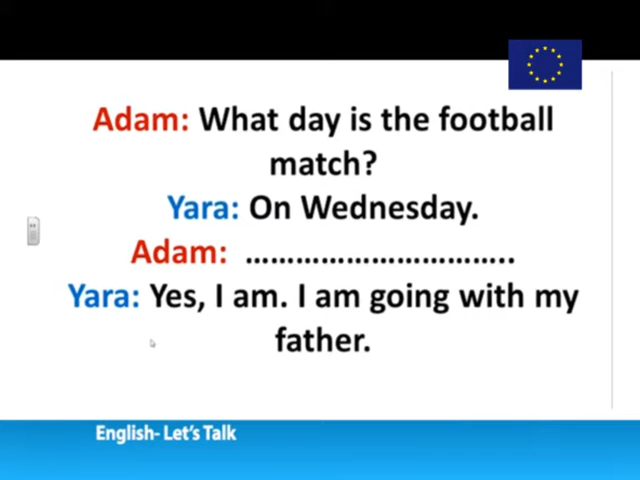 Adam: What day is the football
match?
Yara: On Wednesday.
Adam: …………………………..
Yara: Yes, I am. I am going with my
father.
English- Let's Talk